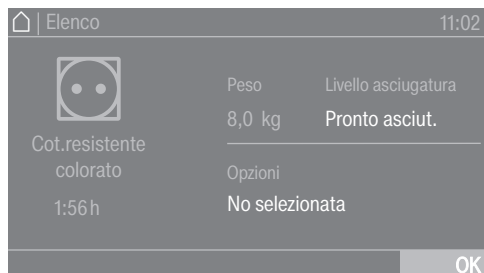 Elenco 11:02
Peso Livello asciugatura
8,0 kg Pronto asciut.
Cot.resistente
colorato
1:56 h
Opzioni
No selezionata
OK